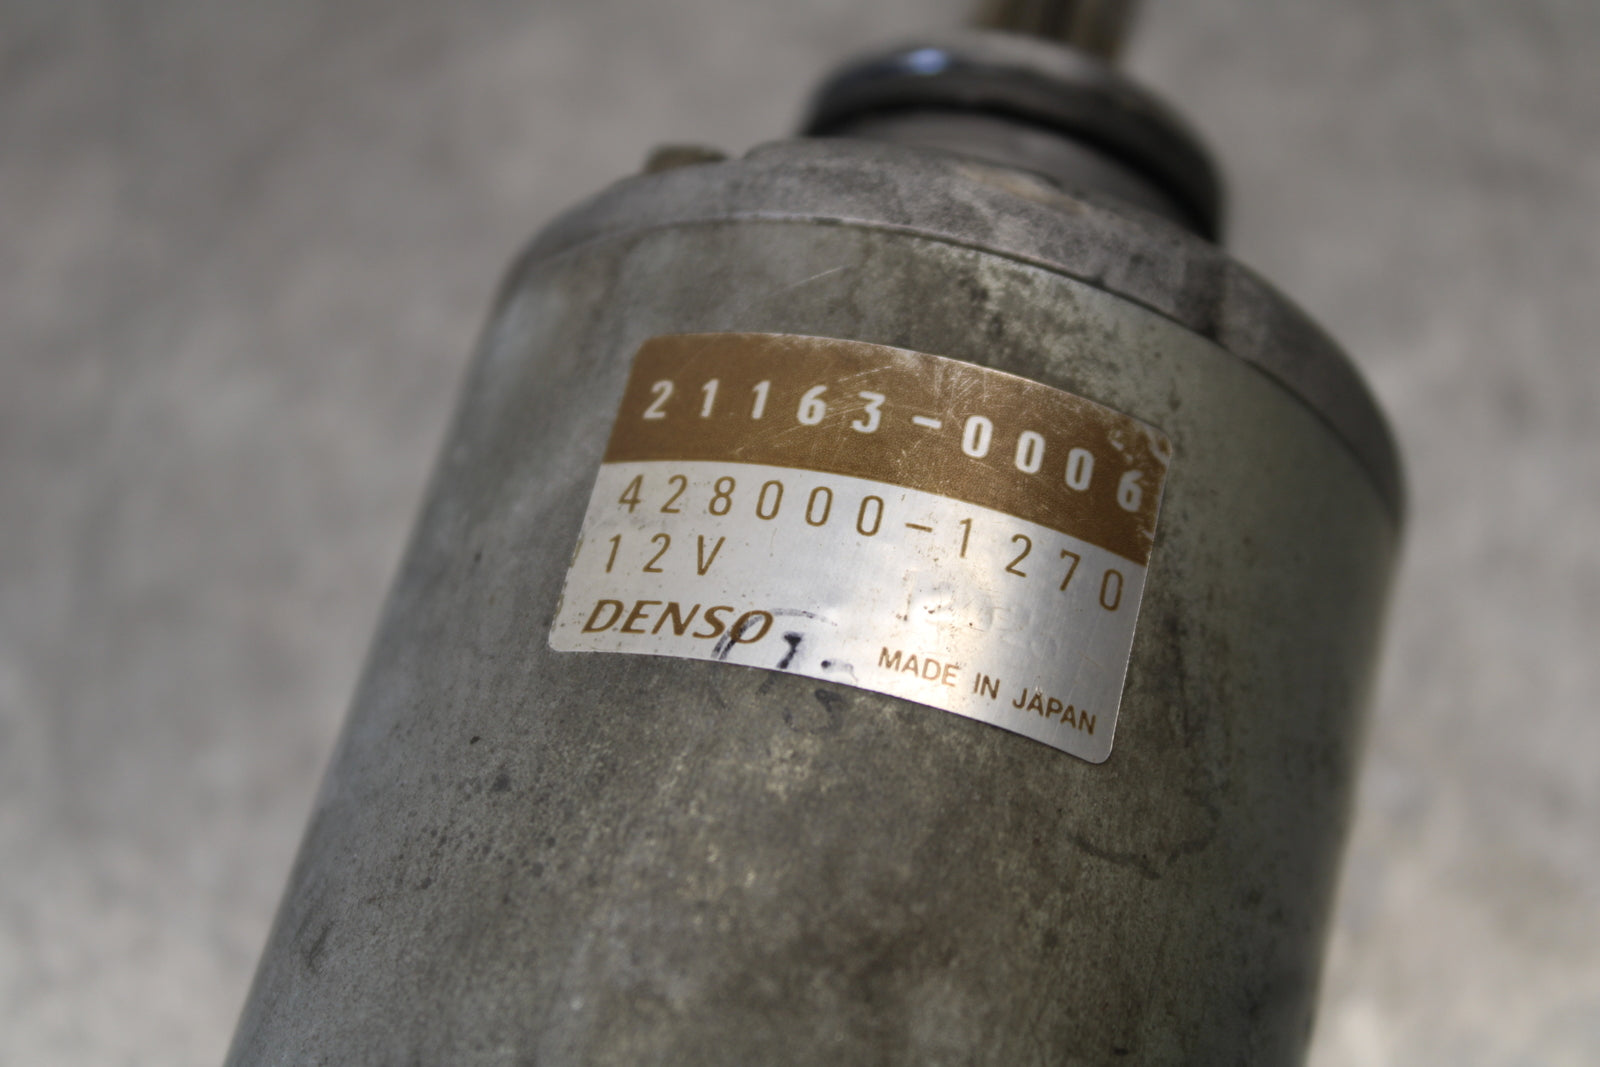 21163-0006
428000-1270
12V
DENSO
MADE IN JAPAN